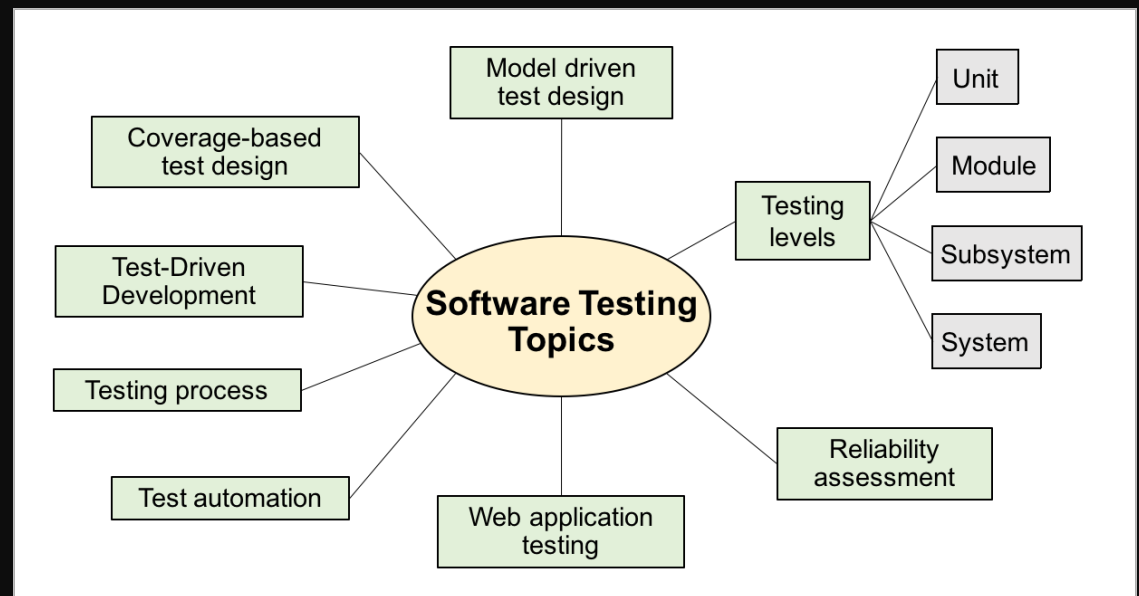 Model driven
test design
Unit
Coverage-based
test design
Module
Testing
levels
Subsystem
Test-Driven
Development
Software Testing
Topics
System
Testing process
Reliability
assessment
Test automation
Web application
testing